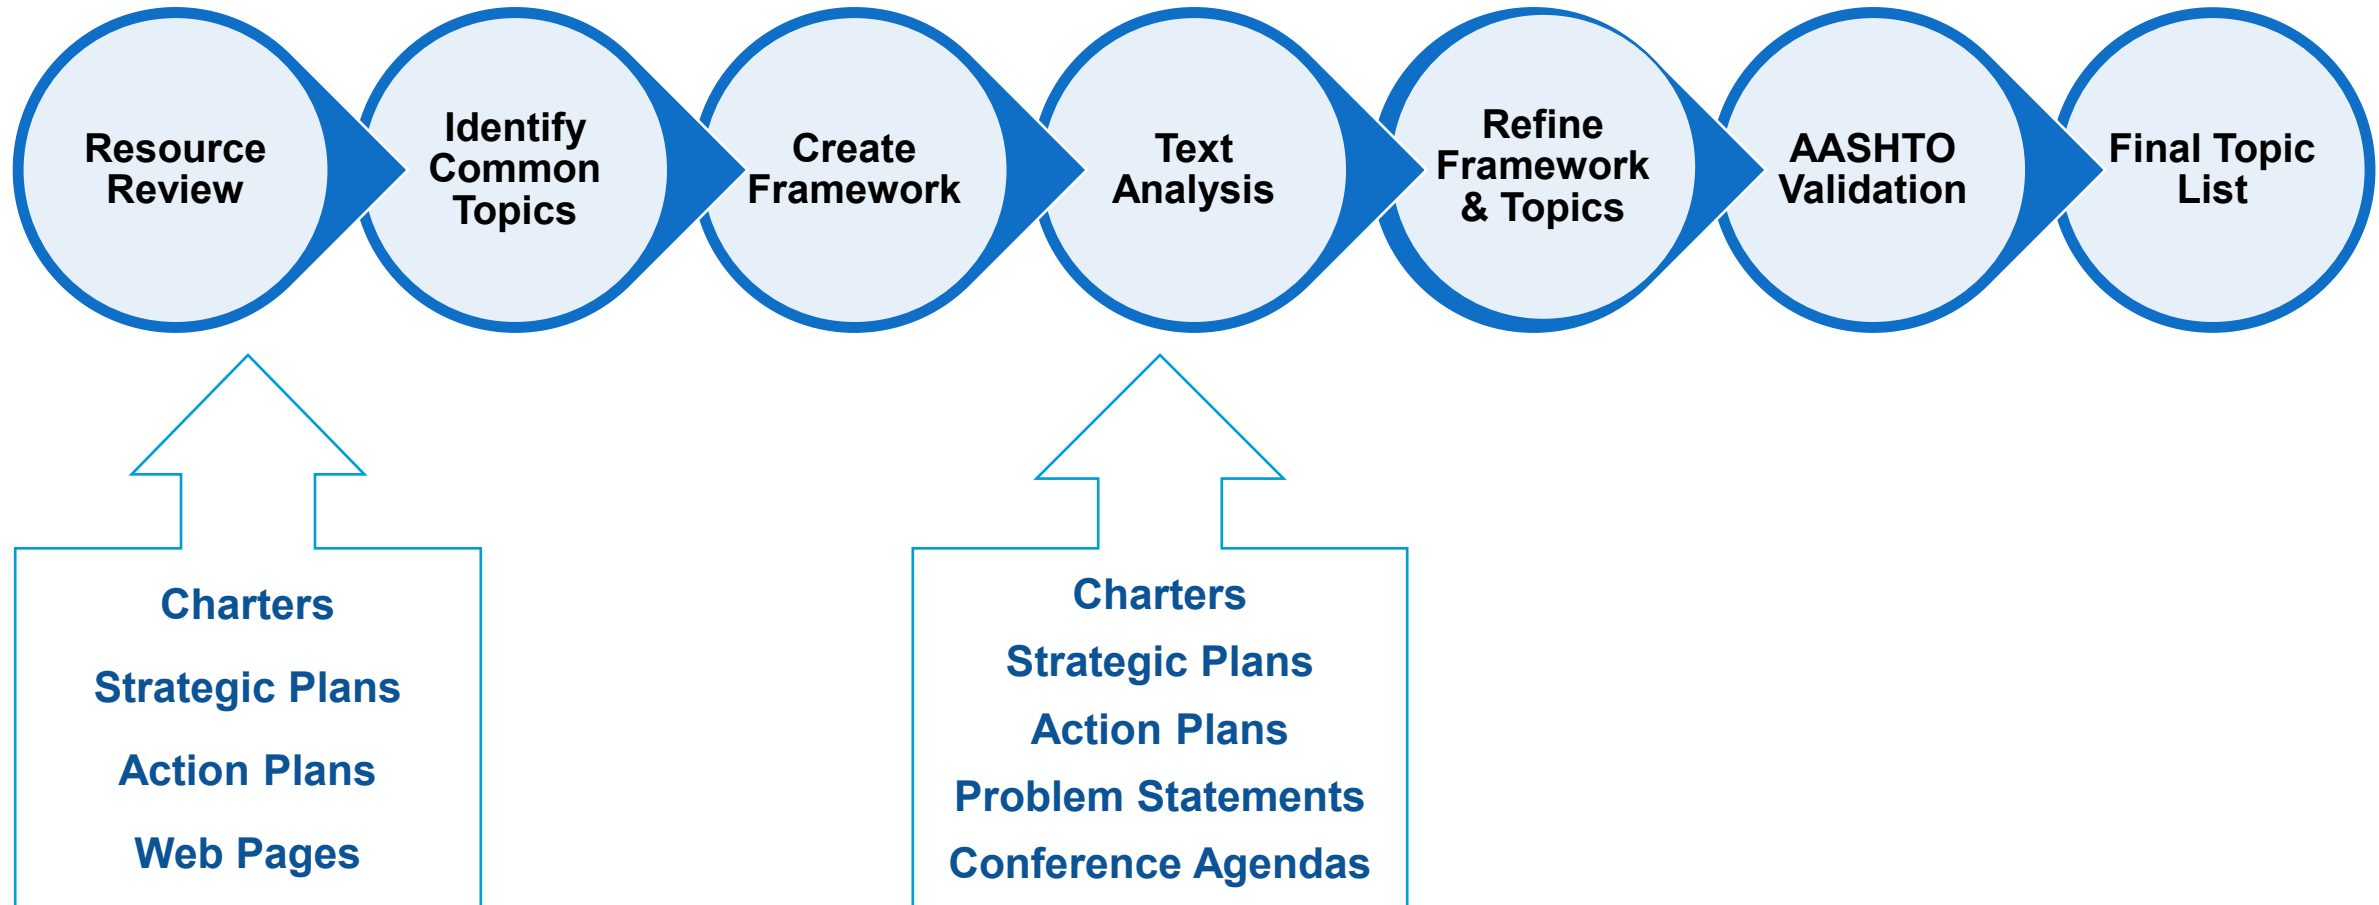 Resource
Review
Identify
Common
Topics
Create
Framework
Text
Analysis
Refine
Framework
& Topics
AASHTO
Validation
Final Topic
List
Charters
Strategic Plans
Action Plans
Web Pages
Charters
Strategic Plans
Action Plans
Problem Statements
Conference Agendas